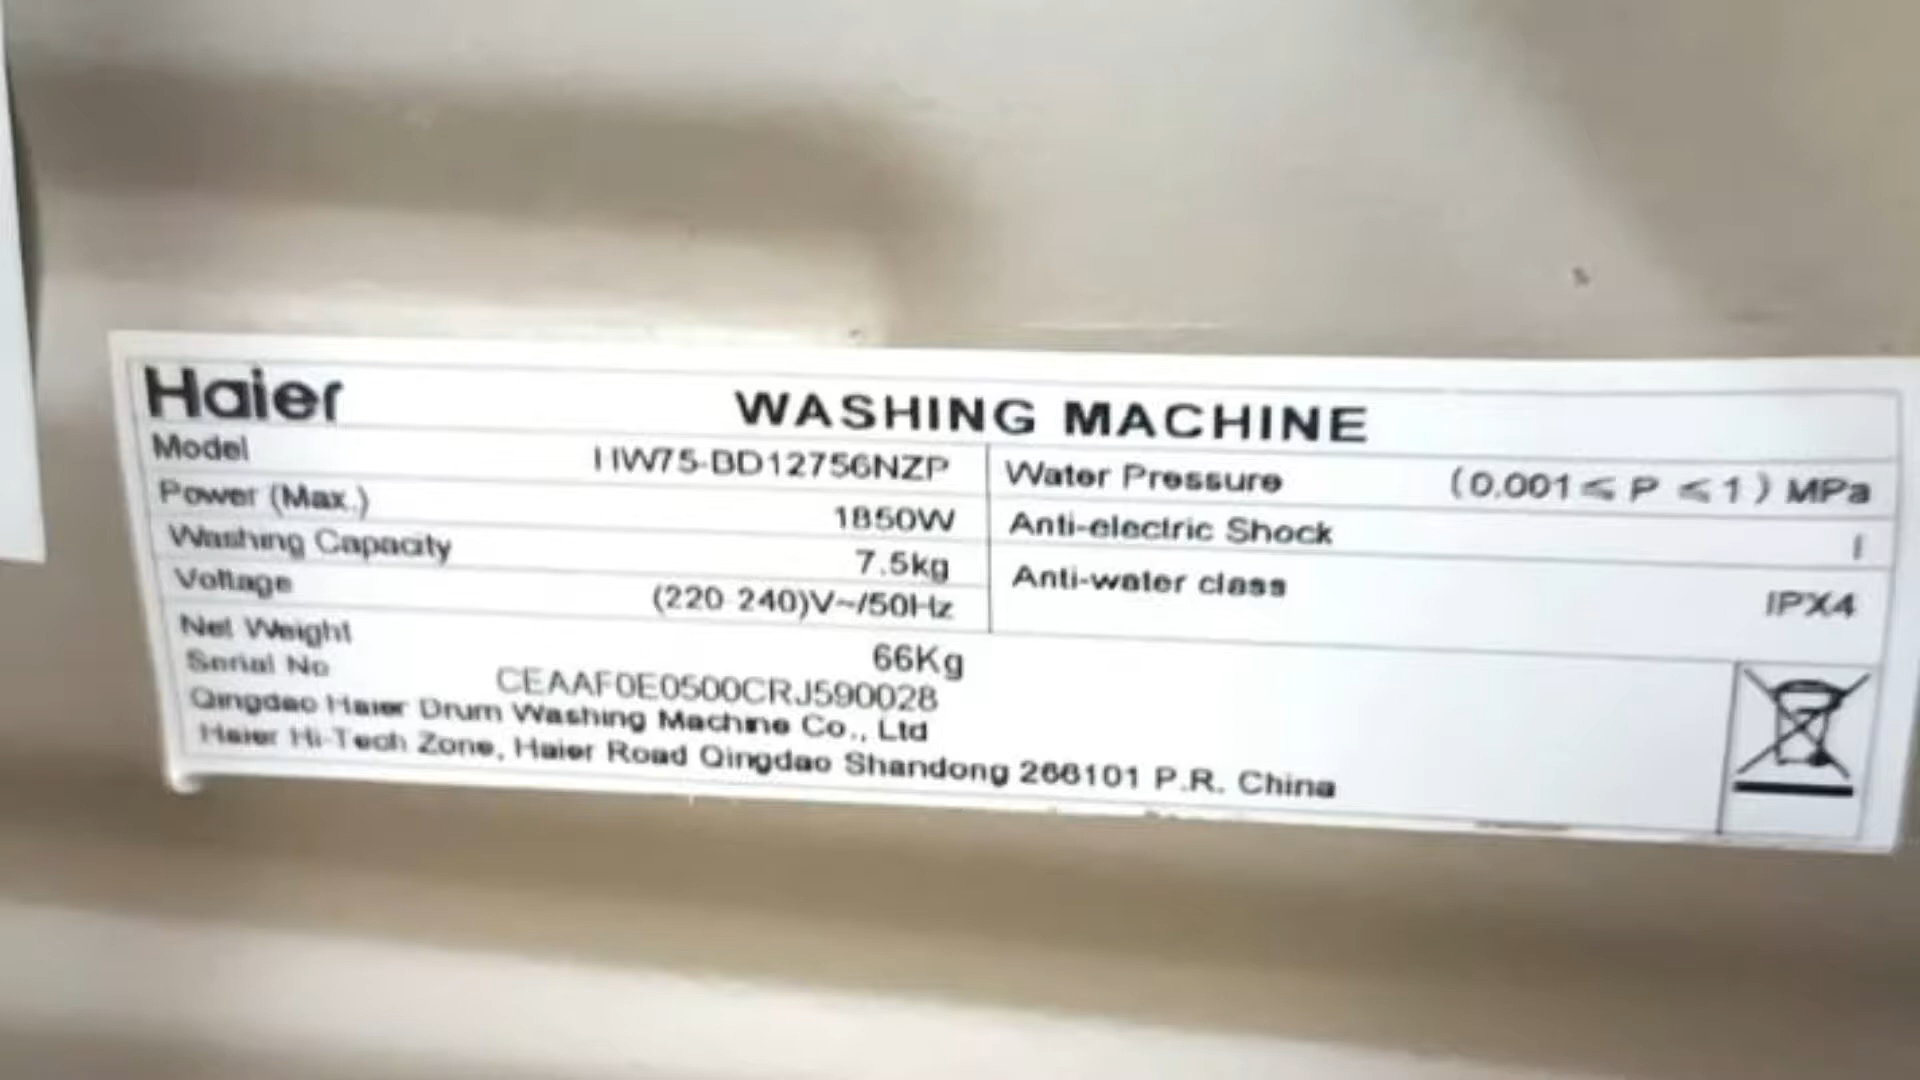 Haier WASHING MACHINE
Model HW75-BD12756NZP
Power (Max.) 1850W
Washing Capacity 7.5kg
Voltage (220-240)V~/50Hz
Water Pressure (0.001≤ P ≤1) MPa
Anti-electric Shock I
Anti-water class IPX4
Net Weight 66Kg
Serial No CEAAF0E0500CRJ590028
Qingdao Haier Drum Washing Machine Co., Ltd
Haier Hi-Tech Zone, Haier Road Qingdao Shandong 266101 P.R. China